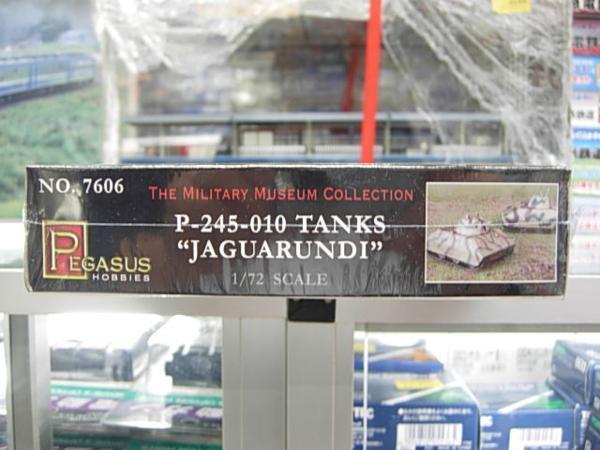 NO. 7606
THE MILITARY MUSEUM COLLECTION
P-245-010 TANKS
"JAGUARUNDI"
1/72 SCALE
PEGASUS
HOBBIES